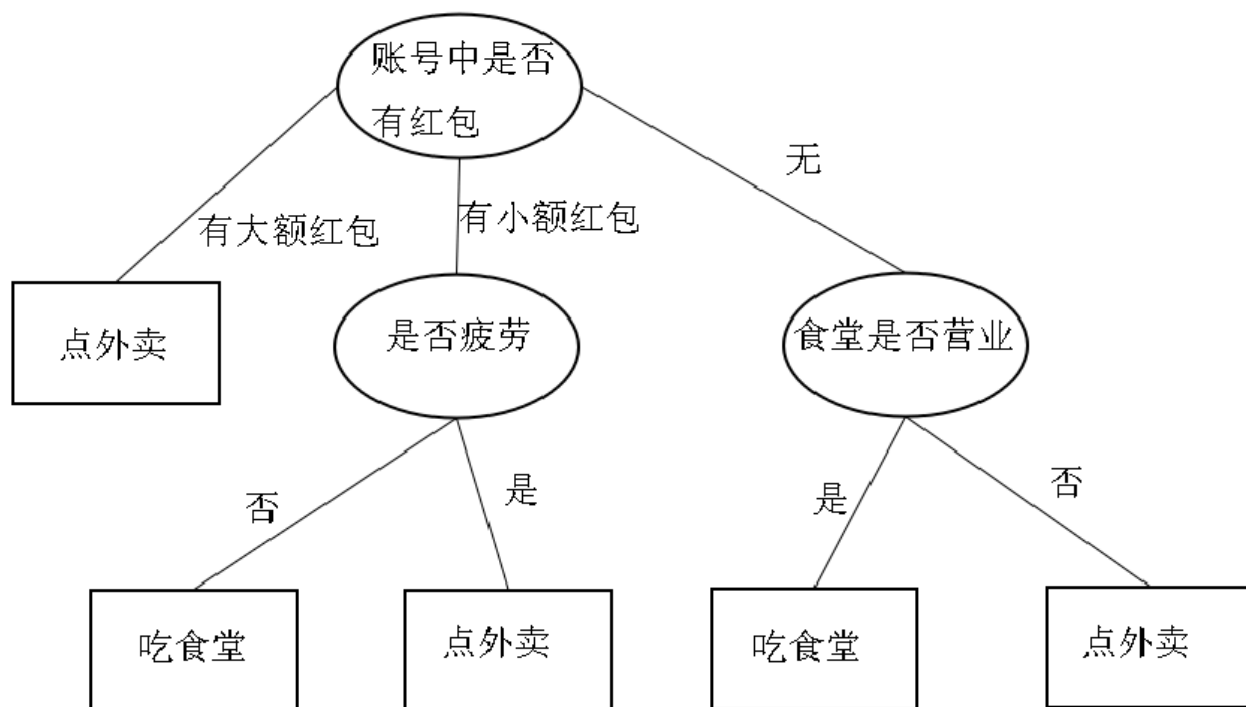 账号中是否
有红包
无
有大额红包
有小额红包
点外卖
是否疲劳
食堂是否营业
否
是
是
否
吃食堂
点外卖
吃食堂
点外卖